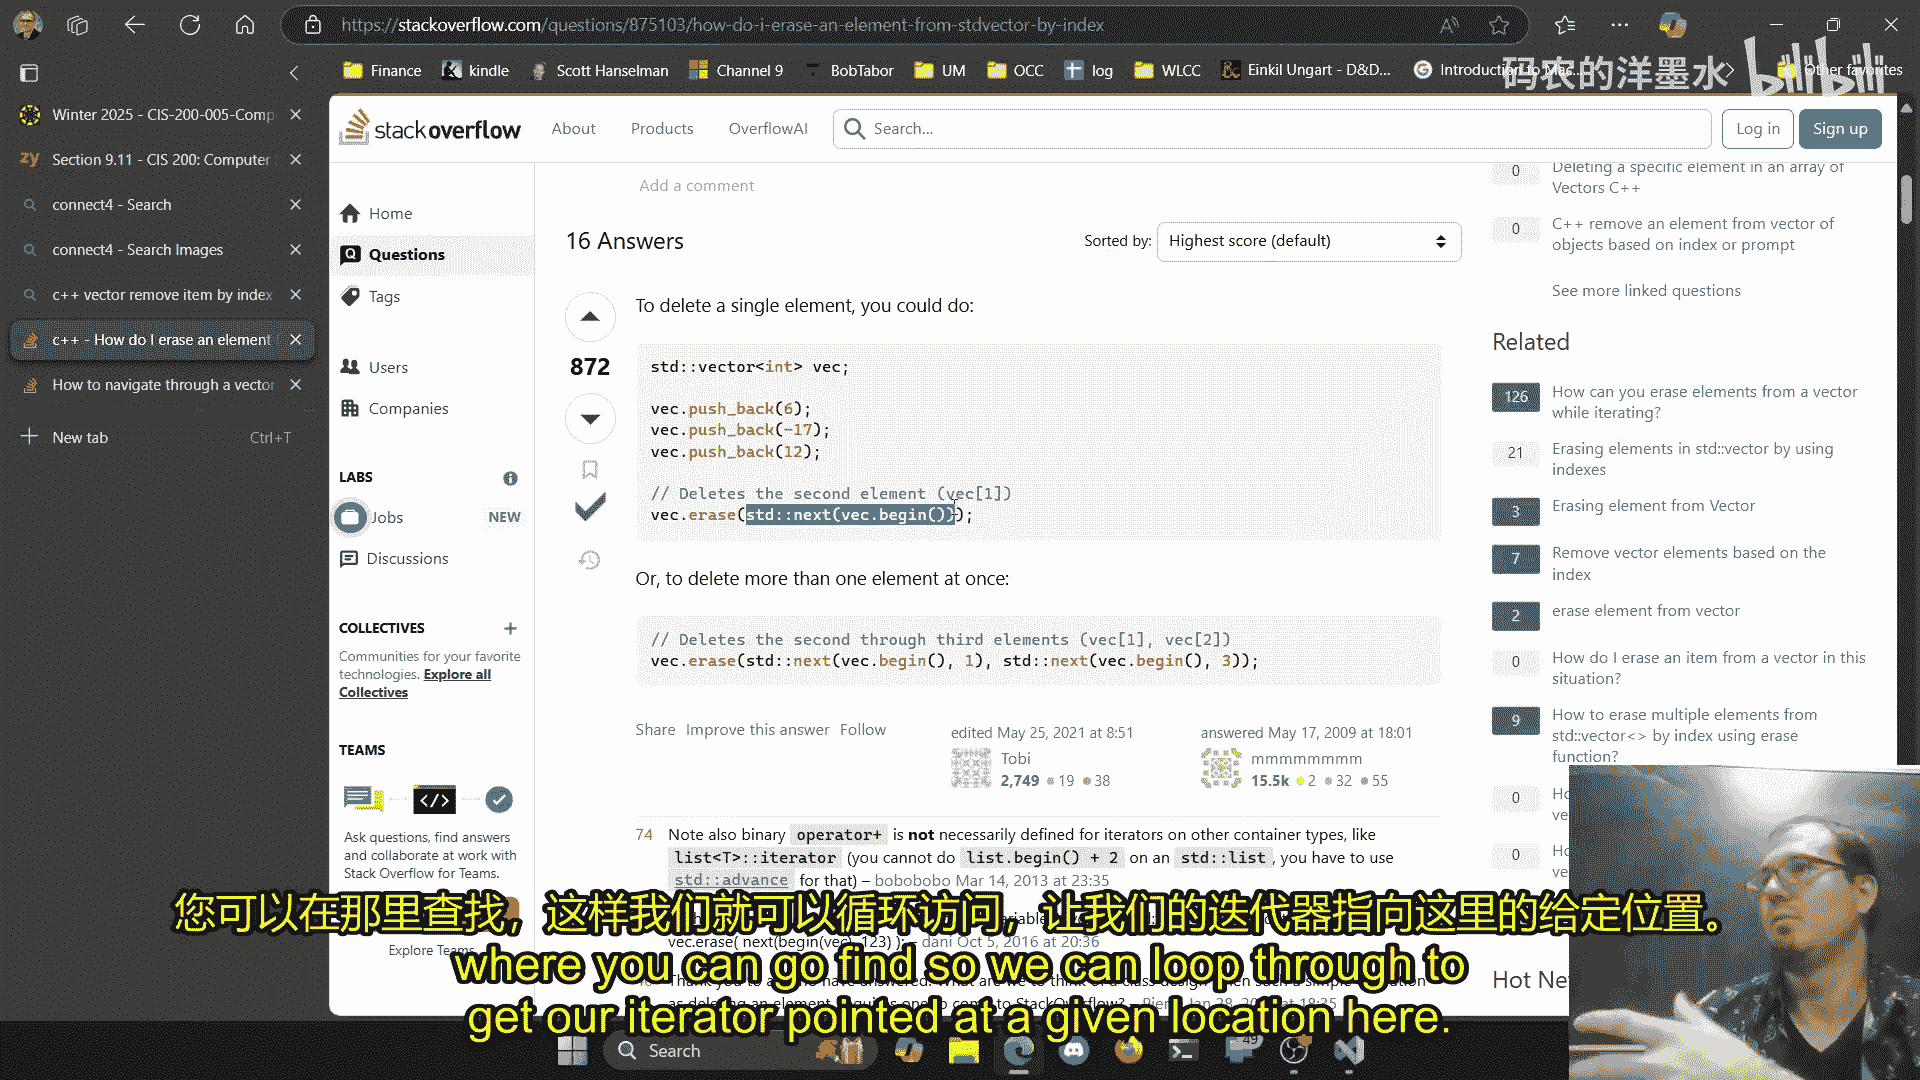 https://stackoverflow.com/questions/875103/how-do-i-erase-an-element-from-stdvector-by-index
Finance
kindle
Scott Hanselman
Channel 9
BobTabor
UM
OCC
log
WLCC
Einkil Ungart - D&D...
Introduction to Mac...
Other favorites
码农的洋墨水
bilibili
Winter 2025 - CIS-200-005-Comp
Section 9.11 - CIS 200: Computer
connect4 - Search
connect4 - Search Images
c++ vector remove item by index
c++ - How do I erase an element
How to navigate through a vector
New tab Ctrl+T
stackoverflow
About
Products
OverflowAI
Search...
Log in
Sign up
Home
Questions
Tags
Users
Companies
LABS
Jobs NEW
Discussions
COLLECTIVES
Communities for your favorite
technologies. Explore all
Collectives
TEAMS
Ask questions, find answers
and collaborate at work with
Stack Overflow for Teams.
Explore Teams
Add a comment
16 Answers
Sorted by:
Highest score (default)
872
To delete a single element, you could do:
std::vector<int> vec;
vec.push_back(6);
vec.push_back(-17);
vec.push_back(12);
// Deletes the second element (vec[1])
vec.erase(std::next(vec.begin()));
Or, to delete more than one element at once:
// Deletes the second through third elements (vec[1], vec[2])
vec.erase(std::next(vec.begin(), 1), std::next(vec.begin(), 3));
Share Improve this answer Follow
edited May 25, 2021 at 8:51
Tobi
2,749 19 38
answered May 17, 2009 at 18:01
mmmmmmmm
15.5k 2 32 55
74 Note also binary operator+ is not necessarily defined for iterators on other container types, like
list<T>::iterator (you cannot do list.begin() + 2 on an std::list, you have to use
std::advance for that) – bobobobo Mar 14, 2013 at 23:35
vec.erase( next(begin(vec), 123) ); – dani Oct 5, 2016 at 20:36
0 Deleting a specific element in an array of
Vectors C++
0 C++ remove an element from vector of
objects based on index or prompt
See more linked questions
Related
126 How can you erase elements from a vector
while iterating?
21 Erasing elements in std::vector by using
indexes
3 Erasing element from Vector
7 Remove vector elements based on the
index
2 erase element from vector
0 How do I erase an item from a vector in this
situation?
9 How to erase multiple elements from
std::vector<> by index using erase
function?
0
0
Hot Ne
您可以在那里查找，这样我们就可以循环访问，让我们的迭代器指向这里的给定位置。
where you can go find so we can loop through to
get our iterator pointed at a given location here.
Search
49